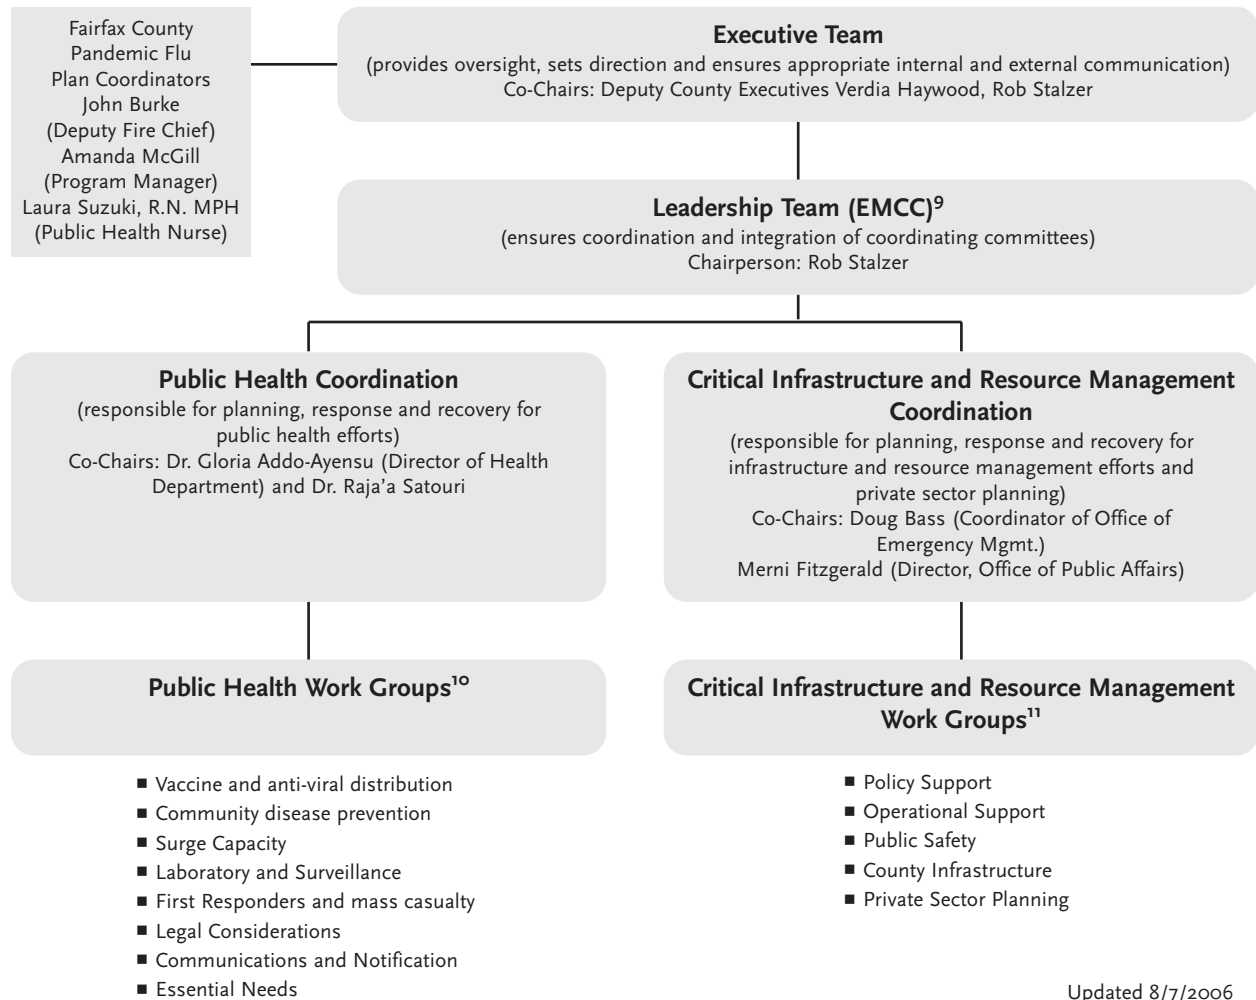 Fairfax County
Pandemic Flu
Plan Coordinators
John Burke
(Deputy Fire Chief)
Amanda McGill
(Program Manager)
Laura Suzuki, R.N. MPH
(Public Health Nurse)
Executive Team
(provides oversight, sets direction and ensures appropriate internal and external communication)
Co-Chairs: Deputy County Executives Verdia Haywood, Rob Stalzer
Leadership Team (EMCC)⁹
(ensures coordination and integration of coordinating committees)
Chairperson: Rob Stalzer
Public Health Coordination
(responsible for planning, response and recovery for
public health efforts)
Co-Chairs: Dr. Gloria Addo-Ayensu (Director of Health
Department) and Dr. Raja’a Satouri
Critical Infrastructure and Resource Management
Coordination
(responsible for planning, response and recovery for
infrastructure and resource management efforts and
private sector planning)
Co-Chairs: Doug Bass (Coordinator of Office of
Emergency Mgmt.)
Merni Fitzgerald (Director, Office of Public Affairs)
Public Health Work Groups¹⁰
■ Vaccine and anti-viral distribution
■ Community disease prevention
■ Surge Capacity
■ Laboratory and Surveillance
■ First Responders and mass casualty
■ Legal Considerations
■ Communications and Notification
■ Essential Needs
Critical Infrastructure and Resource Management
Work Groups¹¹
■ Policy Support
■ Operational Support
■ Public Safety
■ County Infrastructure
■ Private Sector Planning
Updated 8/7/2006